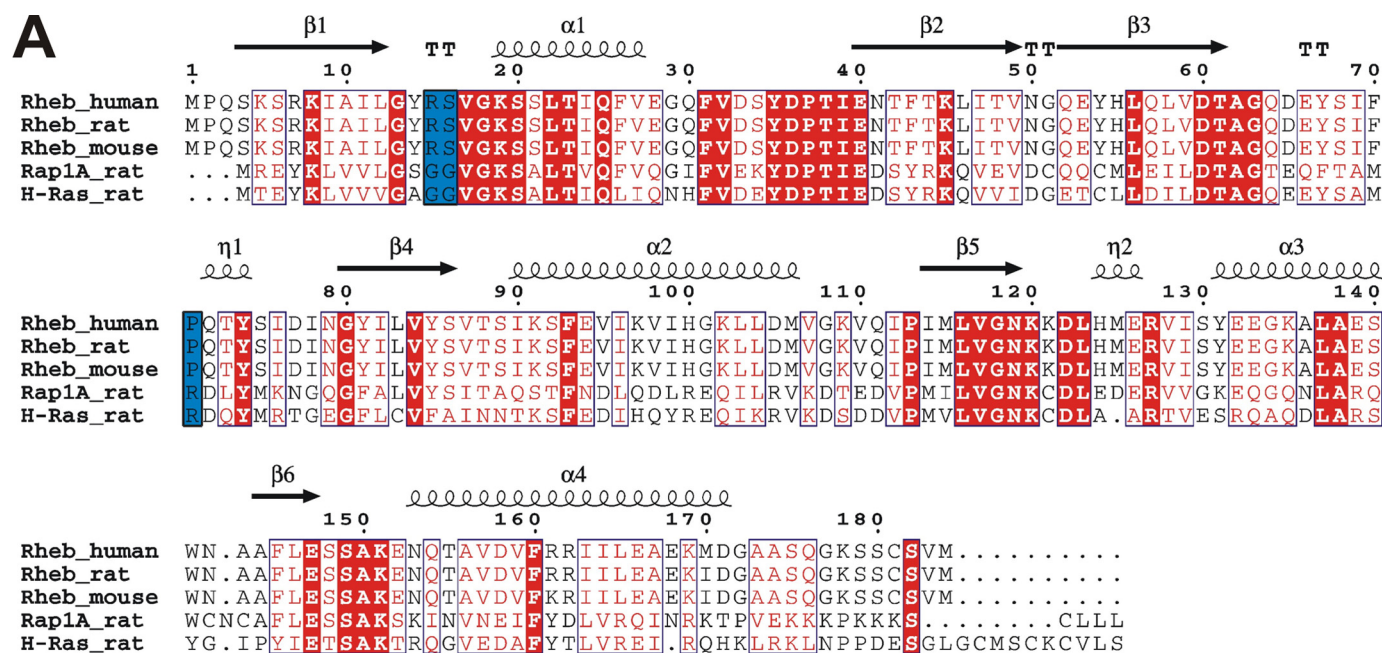 A
β1 TT α1 β2 TT β3 TT
1 10 20 30 40 50 60 70
Rheb_human MPQSKSRKIAILGYRSVGKSSLTIQFVEGQFVDSYDPTIENTFTKLITVNGQEYHLQLVDTAGQDEYSIF
Rheb_rat MPQSKSRKIAILGYRSVGKSSLTIQFVEGQFVDSYDPTIENTFTKLITVNGQEYHLQLVDTAGQDEYSIF
Rheb_mouse MPQSKSRKIAILGYRSVGKSSLTIQFVEGQFVDSYDPTIENTFTKLITVNGQEYHLQLVDTAGQDEYSIF
Rap1A_rat ...MREYKLVVLGSGGVGKSALTVQFVQGIFVEKYDPTIEDSYRKQVEVDCQQCMLEILDTAGTEQFTAM
H-Ras_rat ...MTEYKLVVVGAGGVGKSALTIQLIQNHFVDEYDPTIEDSYRKQVVIDGETCLLDILDTAGQEEYSAM
η1 β4 α2 β5 η2 α3
80 90 100 110 120 130 140
Rheb_human PQTYSIDINGYILVYSVTSIKSFEVIKVIHGKLLDMVGKVQIPIMLVGNKKDLHMERVISYEEGKALAES
Rheb_rat PQTYSIDINGYILVYSVTSIKSFEVIKVIHGKLLDMVGKVQIPIMLVGNKKDLHMERVISYEEGKALAES
Rheb_mouse PQTYSIDINGYILVYSVTSIKSFEVIKVIHGKLLDMVGKVQIPIMLVGNKKDLHMERVISYEEGKALAES
Rap1A_rat RDLYMKNGQGFALVYSITAQSTFNDLQDLREQILRVKDTEDVPMILVGNKCDLEDERVVGKEQGQNLARQ
H-Ras_rat RDQYMRTGEGFLCVFAINNTKSFEDIHQYREQIKRVKDSDDVPMVLVGNKCDLA.ARTVESRQAQDLARS
β6 α4
150 160 170 180
Rheb_human WN.AAFLESSAKENQTAVDVFRRIILEAEKMDGAASQGKSSCSVM..........
Rheb_rat WN.AAFLESSAKENQTAVDVFRRIILEAEKIDGAASQGKSSCSVM..........
Rheb_mouse WN.AAFLESSAKENQTAVDVFKRIILEAEKIDGAASQGKSSCSVM..........
Rap1A_rat WCNCAFLESSAKSKINVNEIFYDLVRQINRKTPVEKKKPKKKS........CLLL
H-Ras_rat YG.IPYIETSAKTRQGVEDAFYTLVREI.RQHKLRKLNPPDESGLGCMSCKCVLS